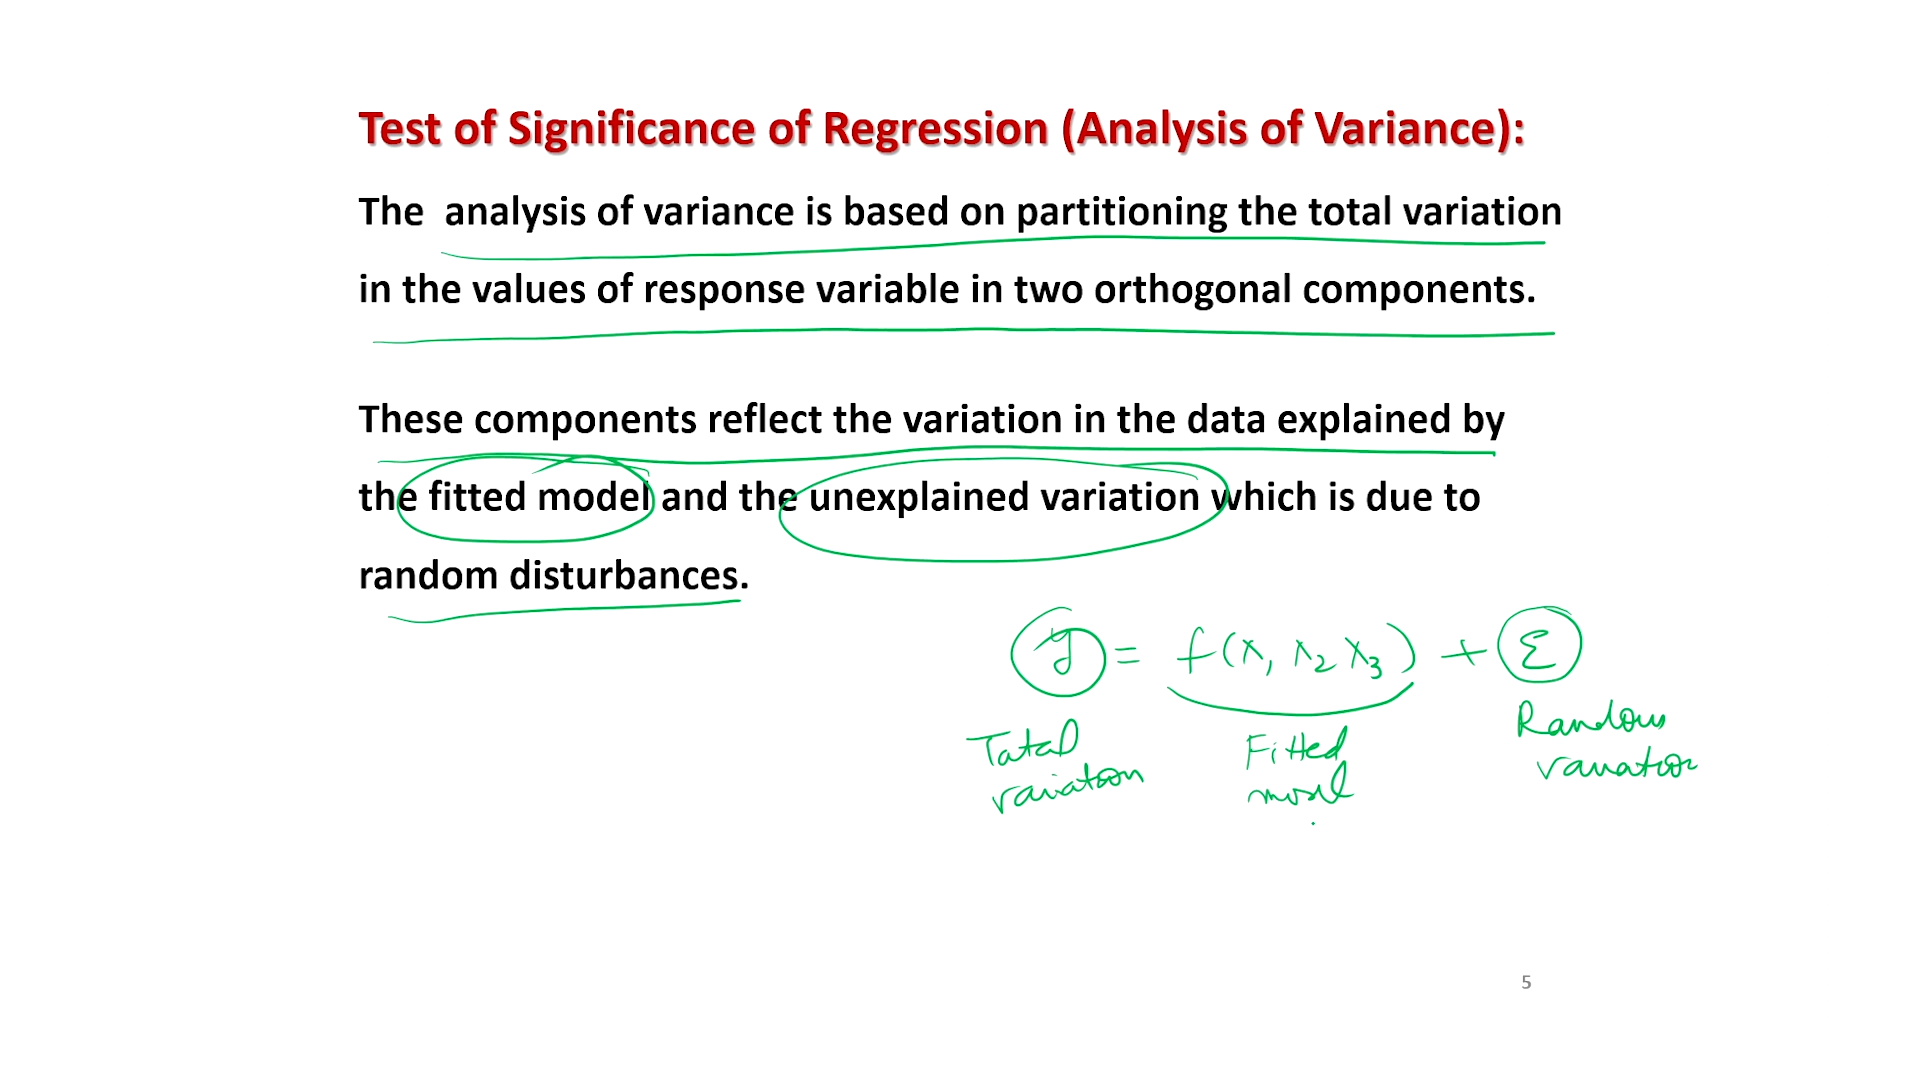 Test of Significance of Regression (Analysis of Variance):
The analysis of variance is based on partitioning the total variation
in the values of response variable in two orthogonal components.
These components reflect the variation in the data explained by
the fitted model and the unexplained variation which is due to
random disturbances.
y = f(x, x2 x3) + ε
Total
variation
Fitted
model
Random
variation
5